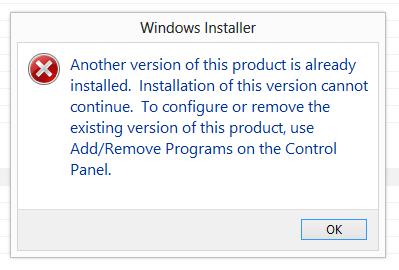 Windows Installer
Another version of this product is already
installed.  Installation of this version cannot
continue.  To configure or remove the
existing version of this product, use
Add/Remove Programs on the Control
Panel.
OK